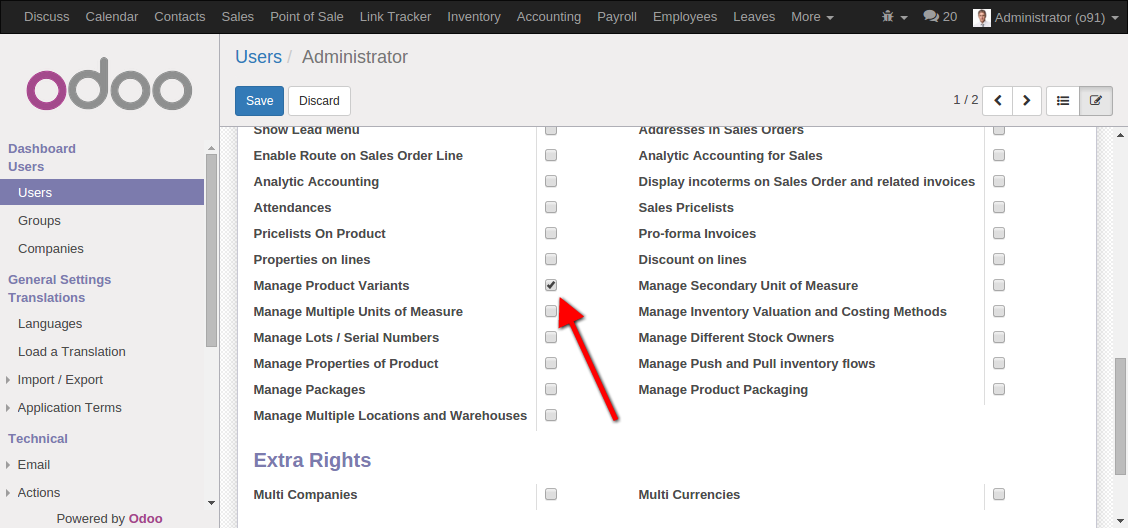 Discuss Calendar Contacts Sales Point of Sale Link Tracker Inventory Accounting Payroll Employees Leaves More 20 Administrator (o91)
odoo
Dashboard
Users
Users
Groups
Companies
General Settings
Translations
Languages
Load a Translation
Import / Export
Application Terms
Technical
Email
Actions
Powered by Odoo
Users / Administrator
Save Discard 1 / 2
Show Lead Menu Addresses in Sales Orders
Enable Route on Sales Order Line Analytic Accounting for Sales
Analytic Accounting Display incoterms on Sales Order and related invoices
Attendances Sales Pricelists
Pricelists On Product Pro-forma Invoices
Properties on lines Discount on lines
Manage Product Variants Manage Secondary Unit of Measure
Manage Multiple Units of Measure Manage Inventory Valuation and Costing Methods
Manage Lots / Serial Numbers Manage Different Stock Owners
Manage Properties of Product Manage Push and Pull inventory flows
Manage Packages Manage Product Packaging
Manage Multiple Locations and Warehouses
Extra Rights
Multi Companies Multi Currencies